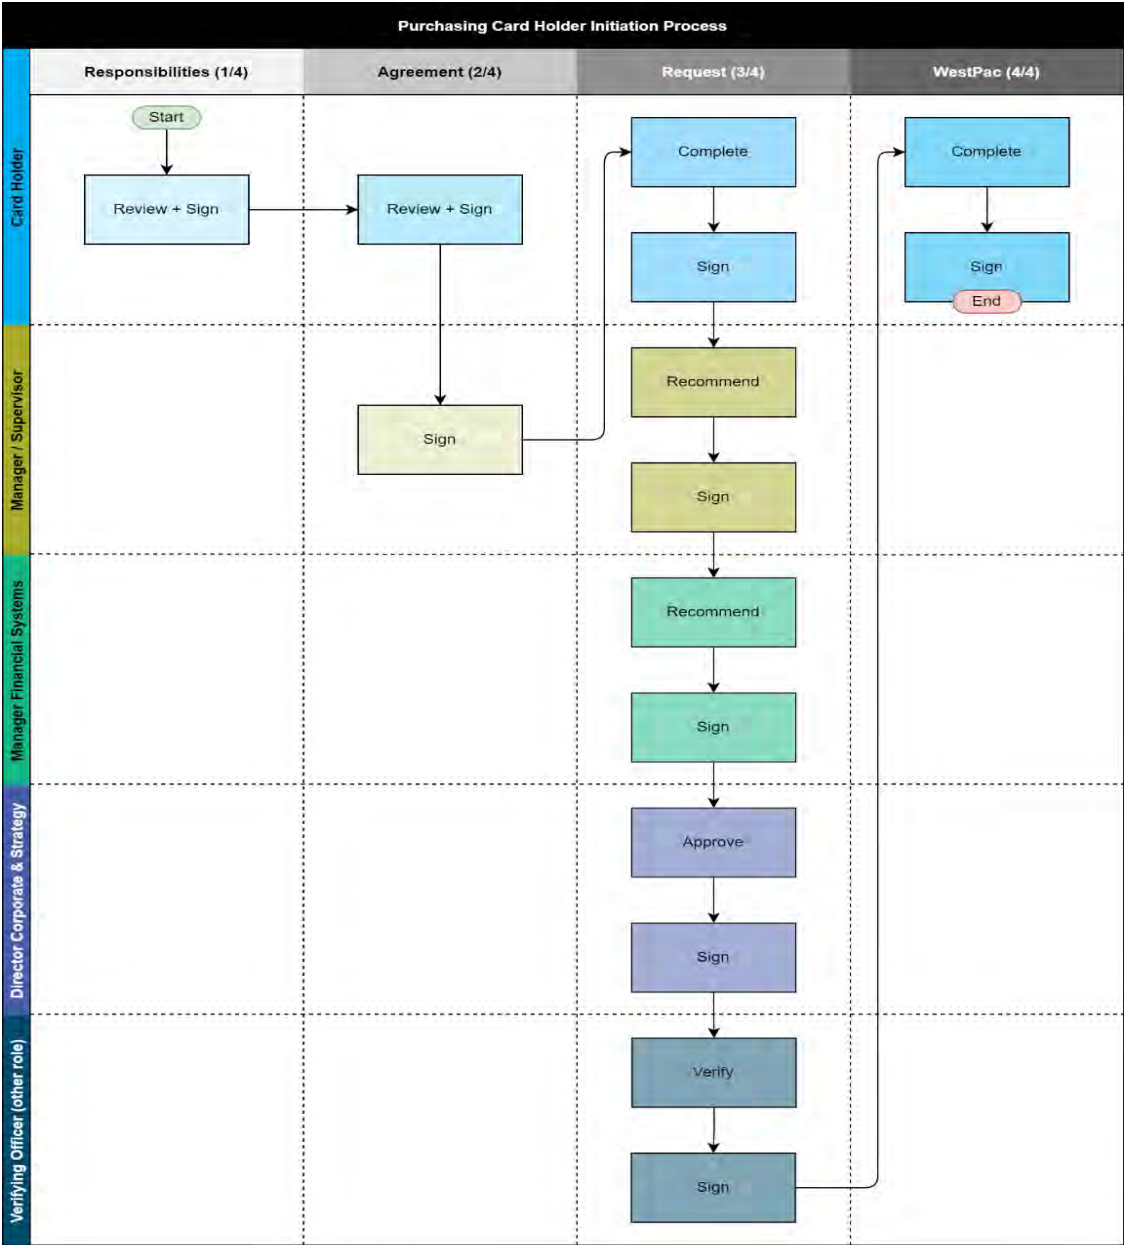 Purchasing Card Holder Initiation Process
Responsibilities (1/4)
Agreement (2/4)
Request (3/4)
WestPac (4/4)
Card Holder
Start
Review + Sign
Review + Sign
Complete
Sign
Complete
Sign
End
Manager / Supervisor
Sign
Recommend
Sign
Manager Financial Systems
Recommend
Sign
Director Corporate & Strategy
Approve
Sign
Verifying Officer (other role)
Verify
Sign